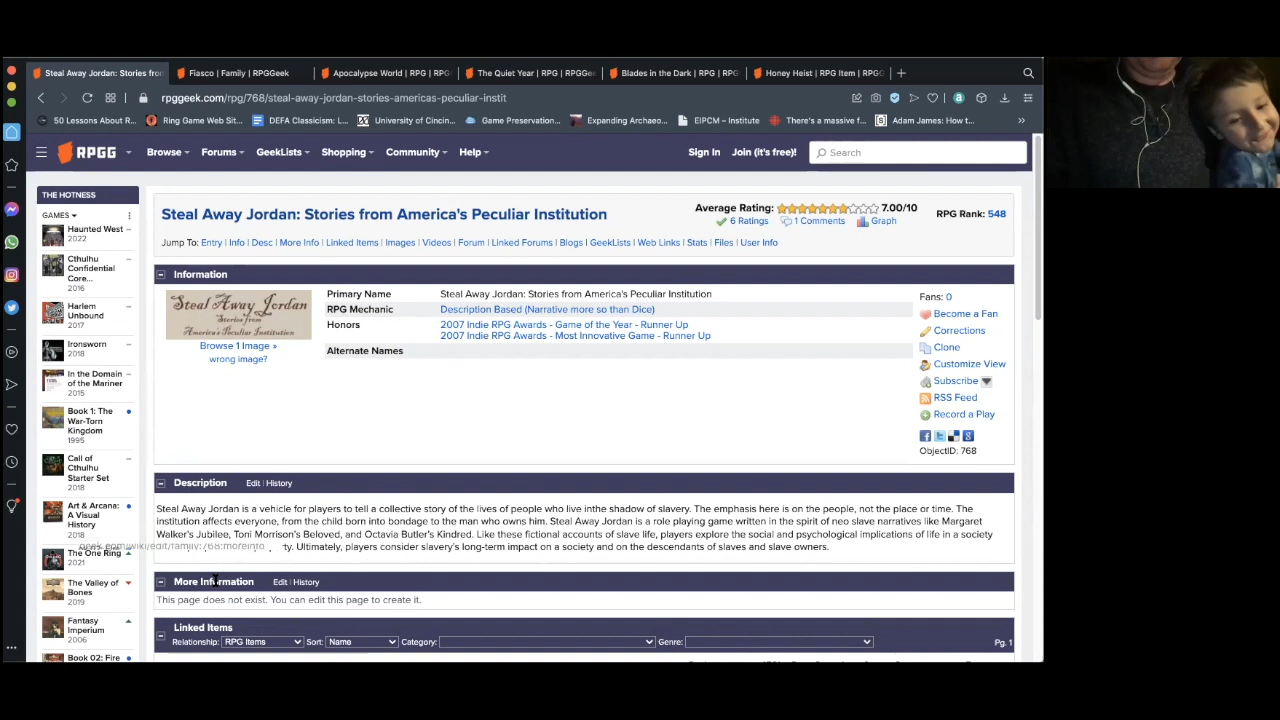 Steal Away Jordan: Stories fron
Fiasco | Family | RPGGeek
Apocalypse World | RPG | RPG
The Quiet Year | RPG | RPGGe
Blades in the Dark | RPG | RP
Honey Heist | RPG Item | RPGG
rpggeek.com/rpg/768/steal-away-jordan-stories-americas-peculiar-instit
50 Lessons About R...
Ring Game Web Sit...
DEFA Classicism: I...
University of Cincin...
Game Preservation...
Expanding Archaeo...
EIPCM – Institute
There's a massive f...
Adam James: How t...
»
RPGG
Browse
Forums
GeekLists
Shopping
Community
Help
Sign In
Join (it's free!)
Search
THE HOTNESS
GAMES
Haunted West
2022
Cthulhu
Confidential
Core...
2016
Harlem
Unbound
2017
Ironsworn
2018
In the Domain
of the Mariner
2015
Book 1: The
War-Torn
Kingdom
1995
Call of
Cthulhu
Starter Set
2018
Art & Arcana:
A Visual
History
2018
The One Ring
2021
The Valley of
Bones
2019
Fantasy
Imperium
2006
Book 02: Fire
Steal Away Jordan: Stories from America's Peculiar Institution
Average Rating: 7.00/10
6 Ratings
1 Comments
Graph
RPG Rank: 548
Jump To: Entry | Info | Desc | More Info | Linked Items | Images | Videos | Forum | Linked Forums | Blogs | GeekLists | Web Links | Stats | Files | User Info
Information
Steal Away Jordan
Stories from
America's Peculiar Institution
Browse 1 Image »
wrong image?
Primary Name Steal Away Jordan: Stories from America's Peculiar Institution
RPG Mechanic Description Based (Narrative more so than Dice)
Honors 2007 Indie RPG Awards - Game of the Year - Runner Up
2007 Indie RPG Awards - Most Innovative Game - Runner Up
Alternate Names
Fans: 0
Become a Fan
Corrections
Clone
Customize View
Subscribe
RSS Feed
Record a Play
ObjectID: 768
Description Edit | History
Steal Away Jordan is a vehicle for players to tell a collective story of the lives of people who live inthe shadow of slavery. The emphasis here is on the people, not the place or time. The
institution affects everyone, from the child born into bondage to the man who owns him. Steal Away Jordan is a role playing game written in the spirit of neo slave narratives like Margaret
Walker's Jubilee, Toni Morrison's Beloved, and Octavia Butler's Kindred. Like these fictional accounts of slave life, players explore the social and psychological implications of life in a society
geek.com/wiki/edit/family:768:moreinfo
ty. Ultimately, players consider slavery's long-term impact on a society and on the descendants of slaves and slave owners.
More Information Edit | History
This page does not exist. You can edit this page to create it.
Linked Items
Relationship: RPG Items Sort: Name Category: Genre: Pg. 1